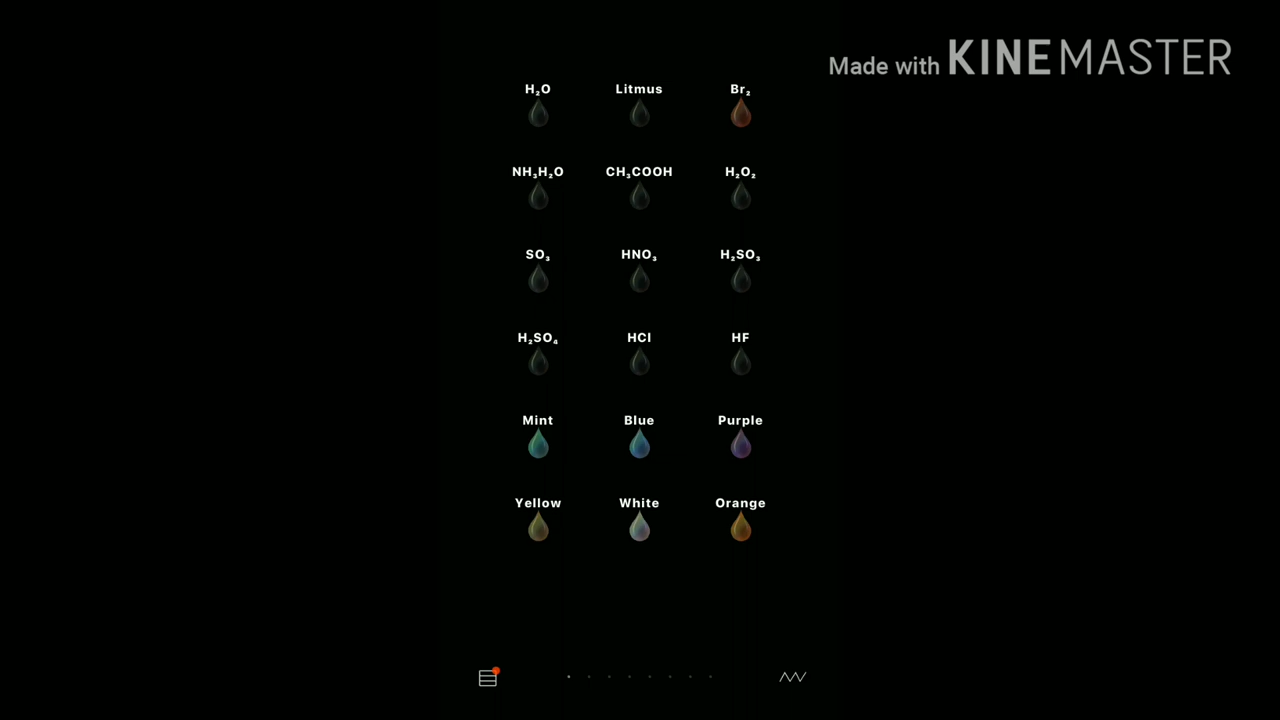 Made with KINEMASTER
H₂O Litmus Br₂
NH₃H₂O CH₃COOH H₂O₂
SO₃ HNO₃ H₂SO₃
H₂SO₄ HCl HF
Mint Blue Purple
Yellow White Orange